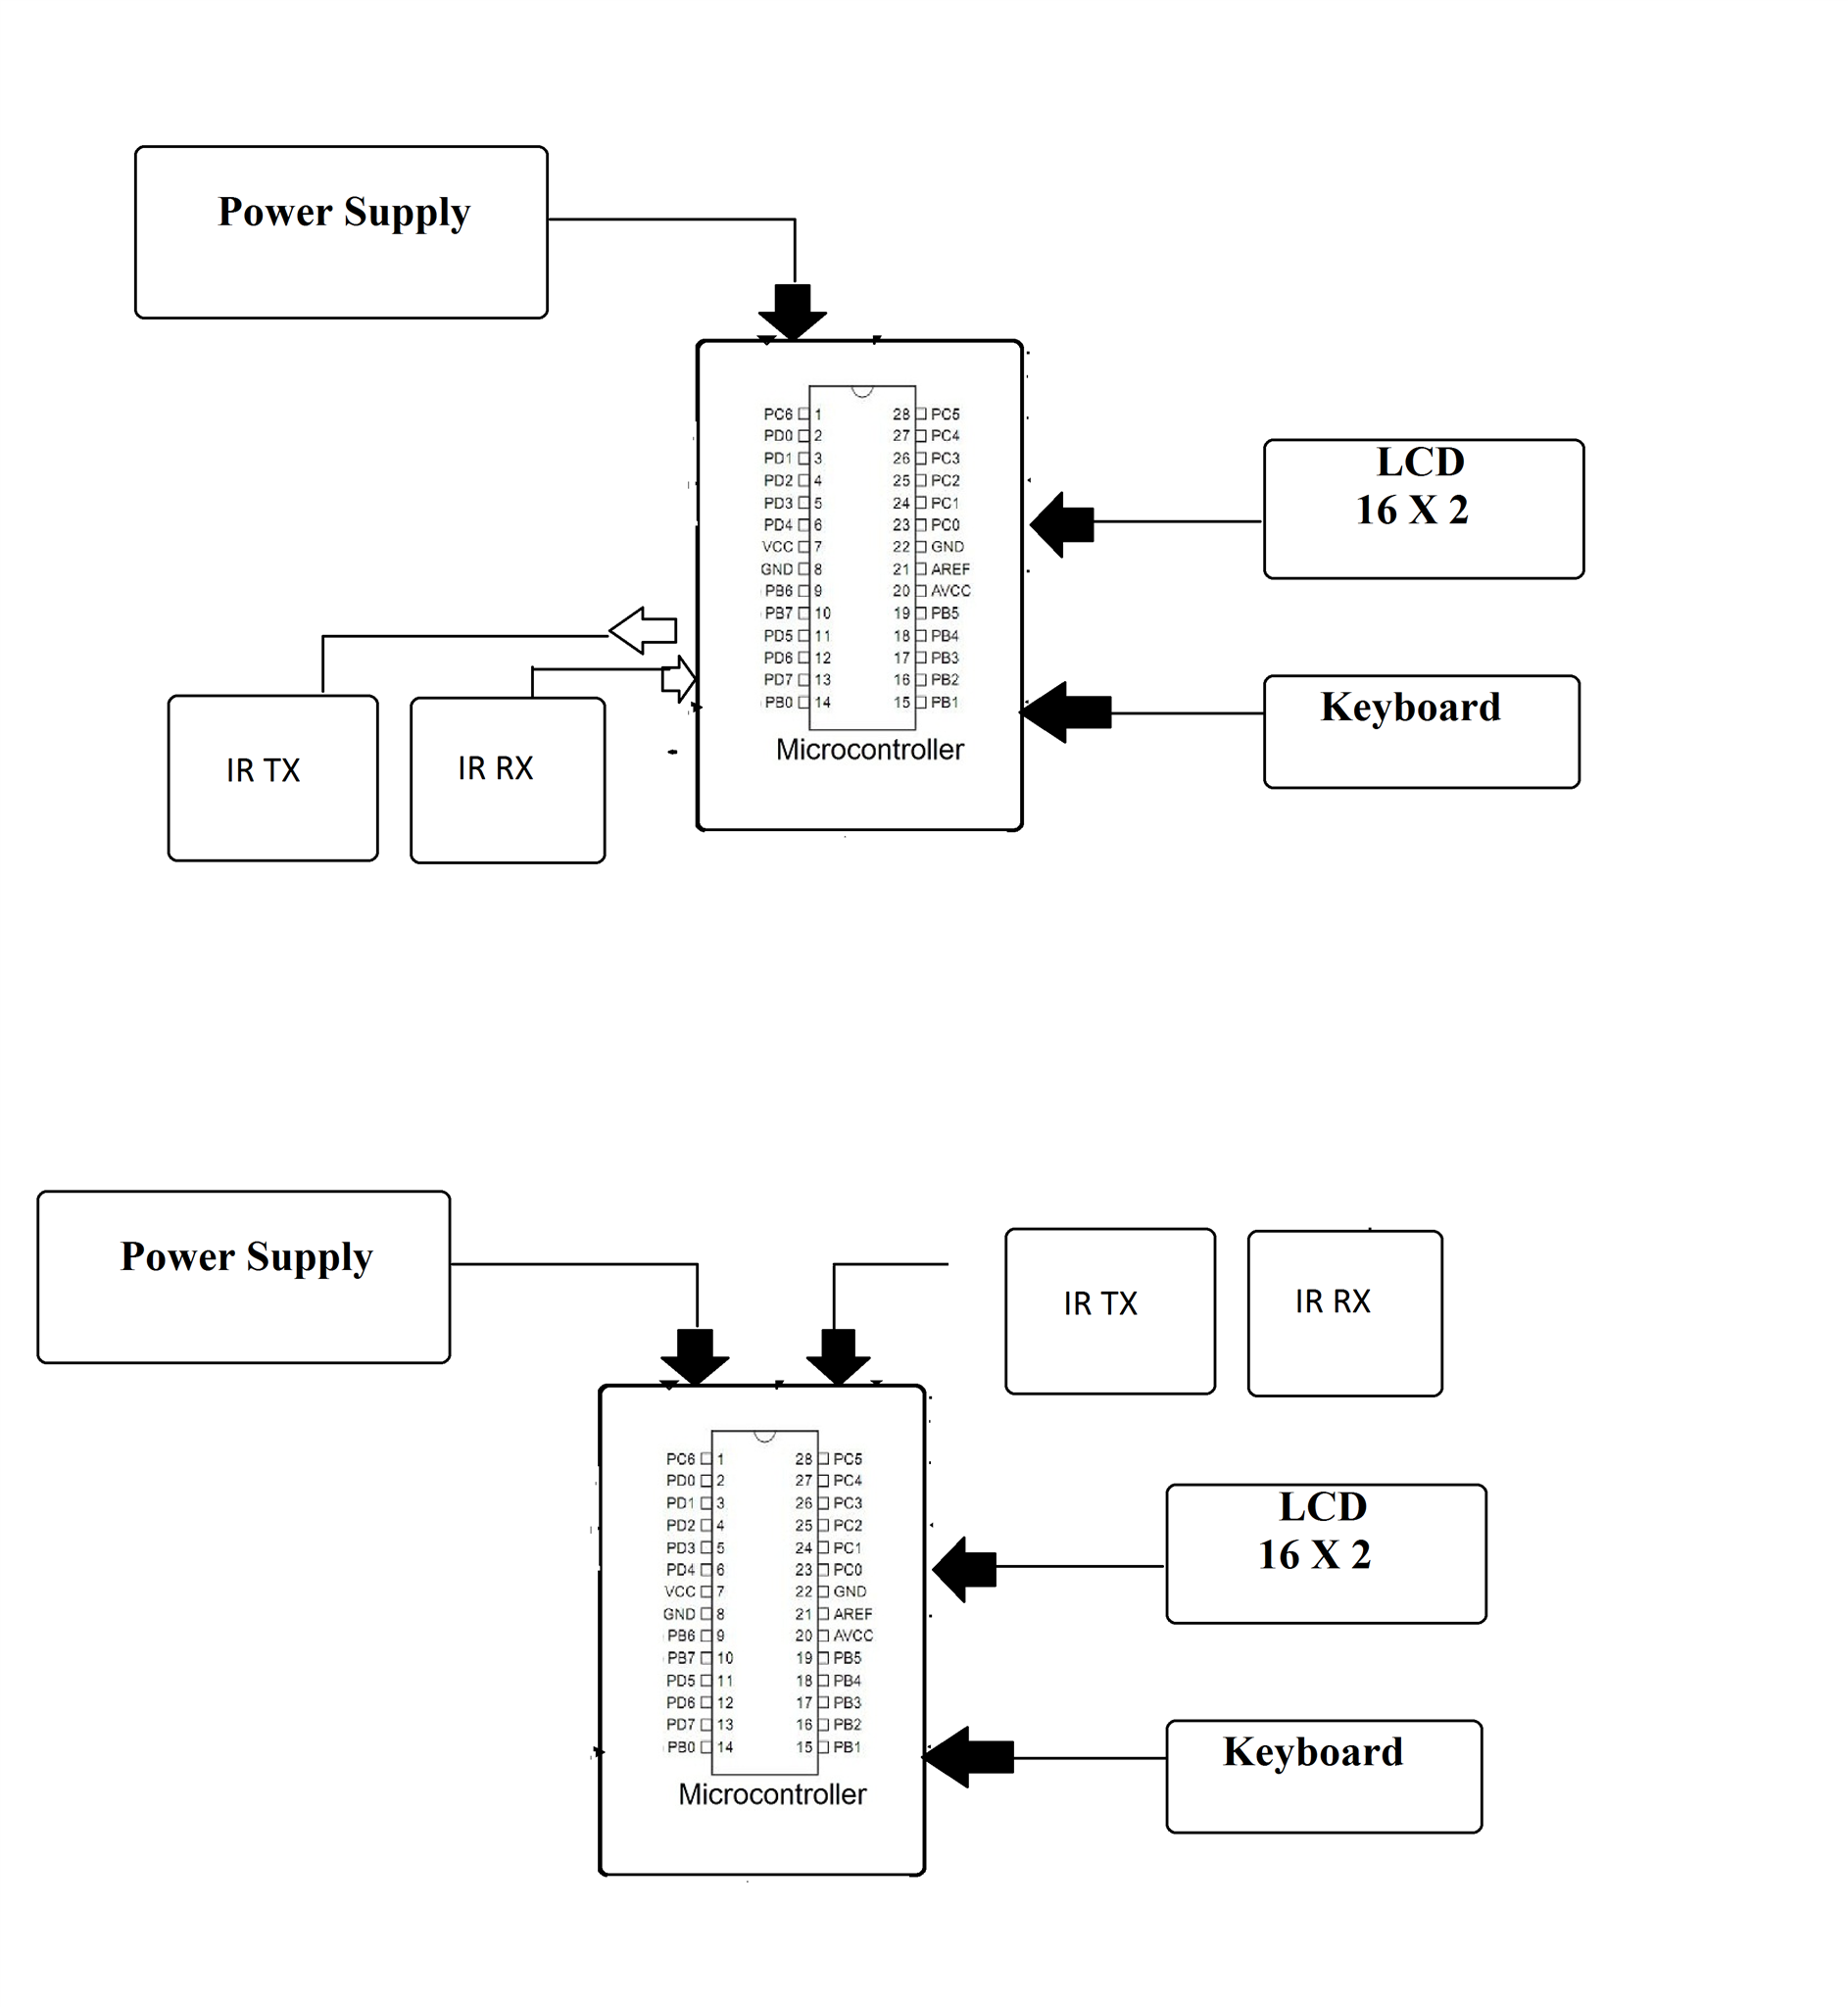 Power Supply
PC6 1 28 PC5
PD0 2 27 PC4
PD1 3 26 PC3
PD2 4 25 PC2
PD3 5 24 PC1
PD4 6 23 PC0
VCC 7 22 GND
GND 8 21 AREF
PB6 9 20 AVCC
PB7 10 19 PB5
PD5 11 18 PB4
PD6 12 17 PB3
PD7 13 16 PB2
PB0 14 15 PB1
Microcontroller
LCD
16 X 2
Keyboard
IR TX
IR RX
Power Supply
IR TX
IR RX
PC6 1 28 PC5
PD0 2 27 PC4
PD1 3 26 PC3
PD2 4 25 PC2
PD3 5 24 PC1
PD4 6 23 PC0
VCC 7 22 GND
GND 8 21 AREF
PB6 9 20 AVCC
PB7 10 19 PB5
PD5 11 18 PB4
PD6 12 17 PB3
PD7 13 16 PB2
PB0 14 15 PB1
Microcontroller
LCD
16 X 2
Keyboard